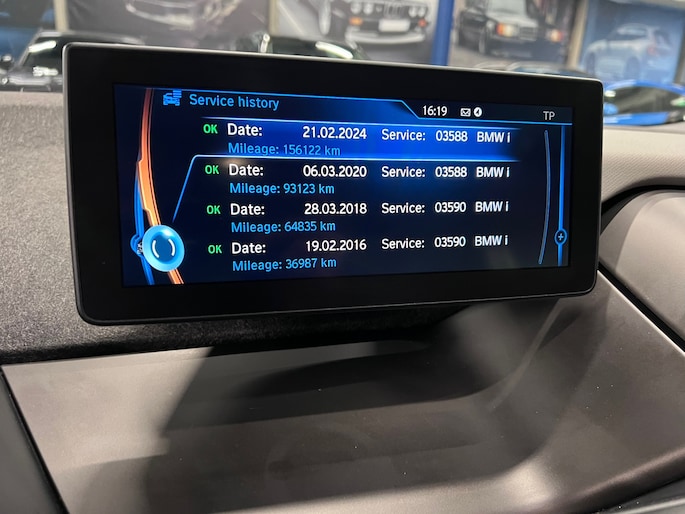 Service history
16:19
TP
OK Date: 21.02.2024 Service: 03588 BMW i
Mileage: 156122 km
OK Date: 06.03.2020 Service: 03588 BMW i
Mileage: 93123 km
OK Date: 28.03.2018 Service: 03590 BMW i
Mileage: 64835 km
OK Date: 19.02.2016 Service: 03590 BMW i
Mileage: 36987 km